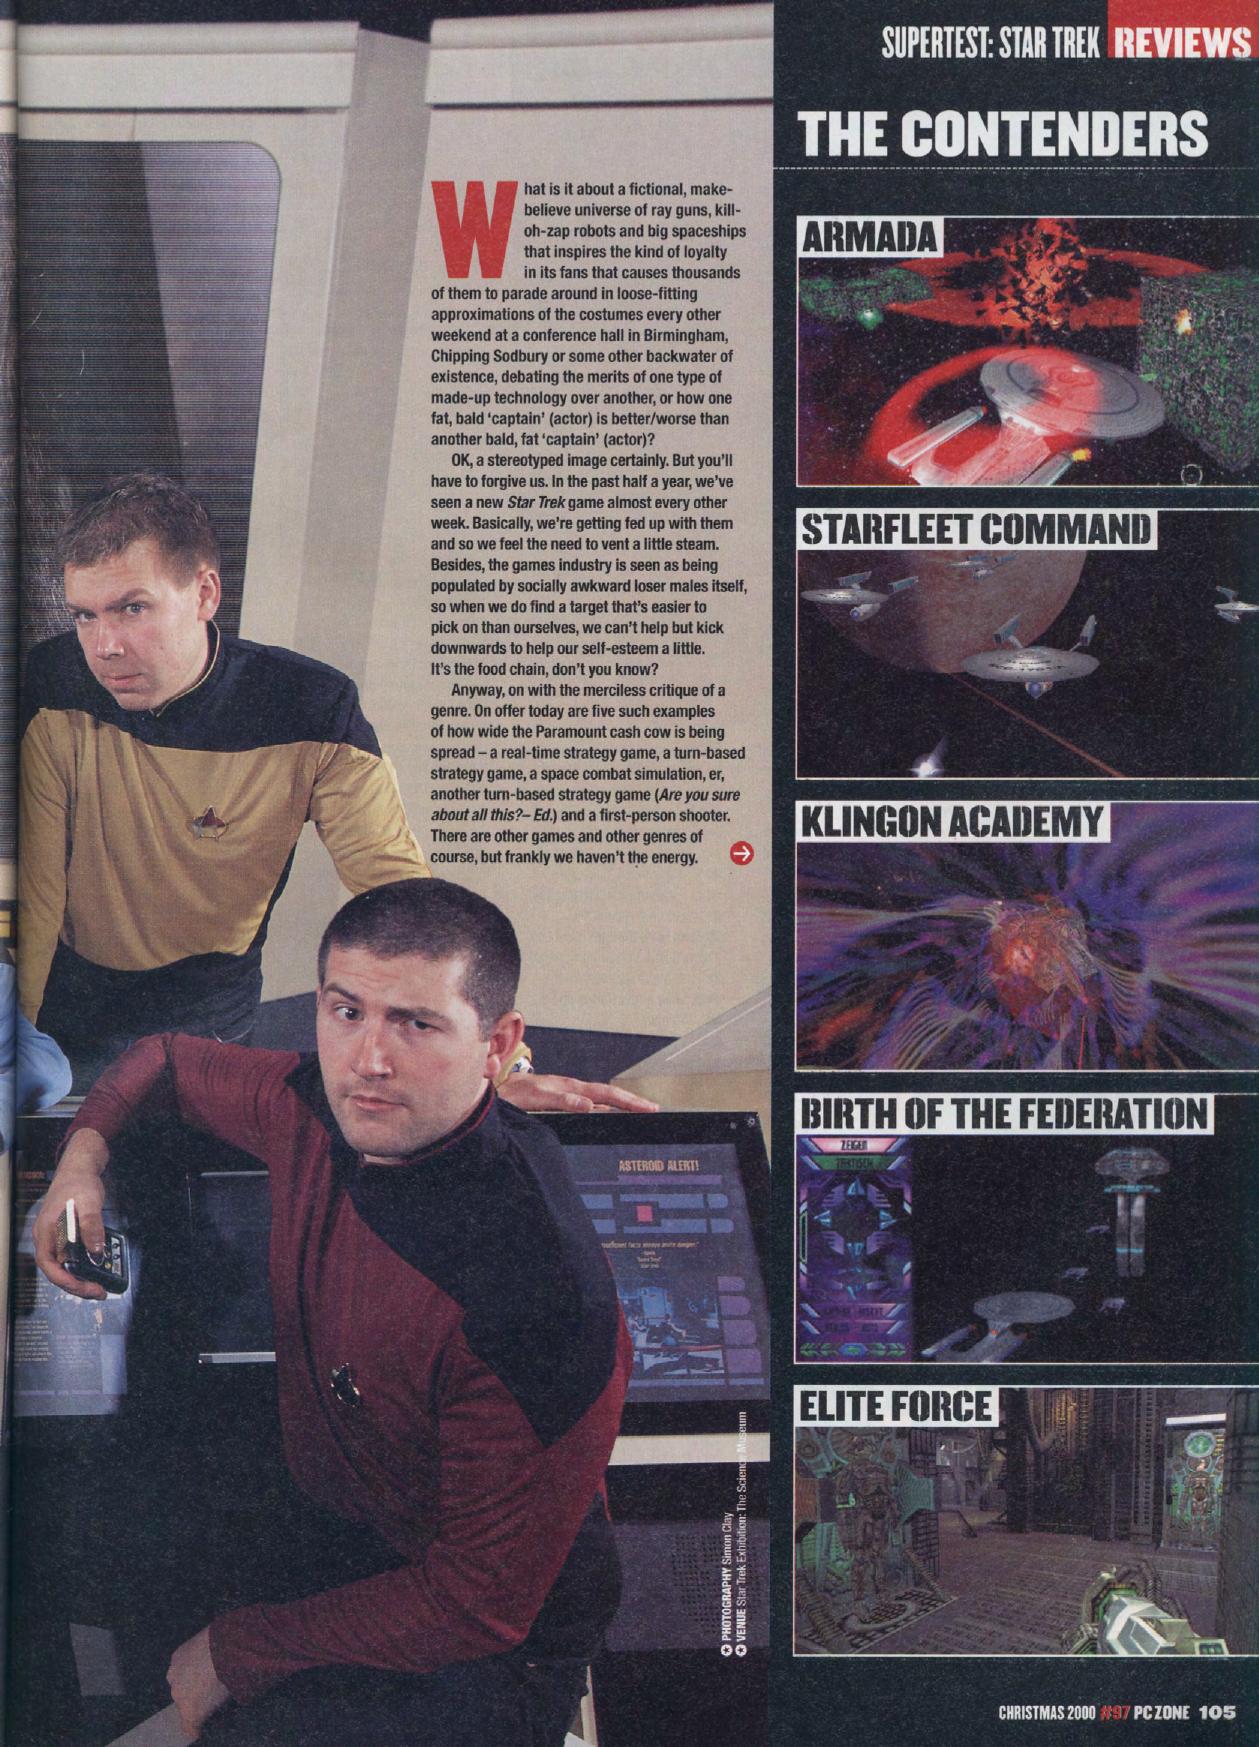 SUPERTEST: STAR TREK REVIEWS
THE CONTENDERS
What is it about a fictional, make-
believe universe of ray guns, kill-
oh-zap robots and big spaceships
that inspires the kind of loyalty
in its fans that causes thousands
of them to parade around in loose-fitting
approximations of the costumes every other
weekend at a conference hall in Birmingham,
Chipping Sodbury or some other backwater of
existence, debating the merits of one type of
made-up technology over another, or how one
fat, bald ‘captain’ (actor) is better/worse than
another bald, fat ‘captain’ (actor)?
OK, a stereotyped image certainly. But you’ll
have to forgive us. In the past half a year, we’ve
seen a new Star Trek game almost every other
week. Basically, we’re getting fed up with them
and so we feel the need to vent a little steam.
Besides, the games industry is seen as being
populated by socially awkward loser males itself,
so when we do find a target that’s easier to
pick on than ourselves, we can’t help but kick
downwards to help our self-esteem a little.
It’s the food chain, don’t you know?
Anyway, on with the merciless critique of a
genre. On offer today are five such examples
of how wide the Paramount cash cow is being
spread – a real-time strategy game, a turn-based
strategy game, a space combat simulation, er,
another turn-based strategy game (Are you sure
about all this?– Ed.) and a first-person shooter.
There are other games and other genres of
course, but frankly we haven’t the energy.
ARMADA
STARFLEET COMMAND
KLINGON ACADEMY
BIRTH OF THE FEDERATION
ZEIGEN
TAKTISCH
ELITE FORCE
ASTEROID ALERT!
PHOTOGRAPHY Simon Clay
VENUE Star Trek Exhibition: The Science Museum
CHRISTMAS 2000 #97 PC ZONE 105